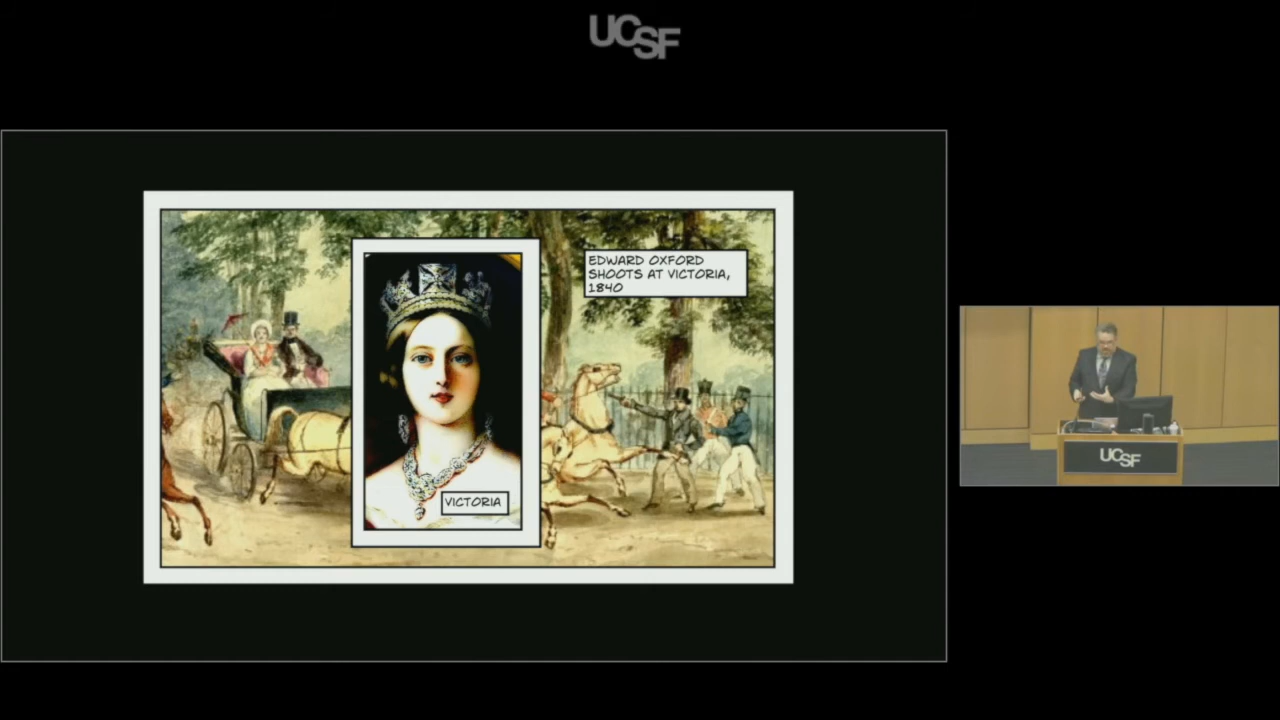 UCSF
EDWARD OXFORD
SHOOTS AT VICTORIA,
1840
VICTORIA
UCSF